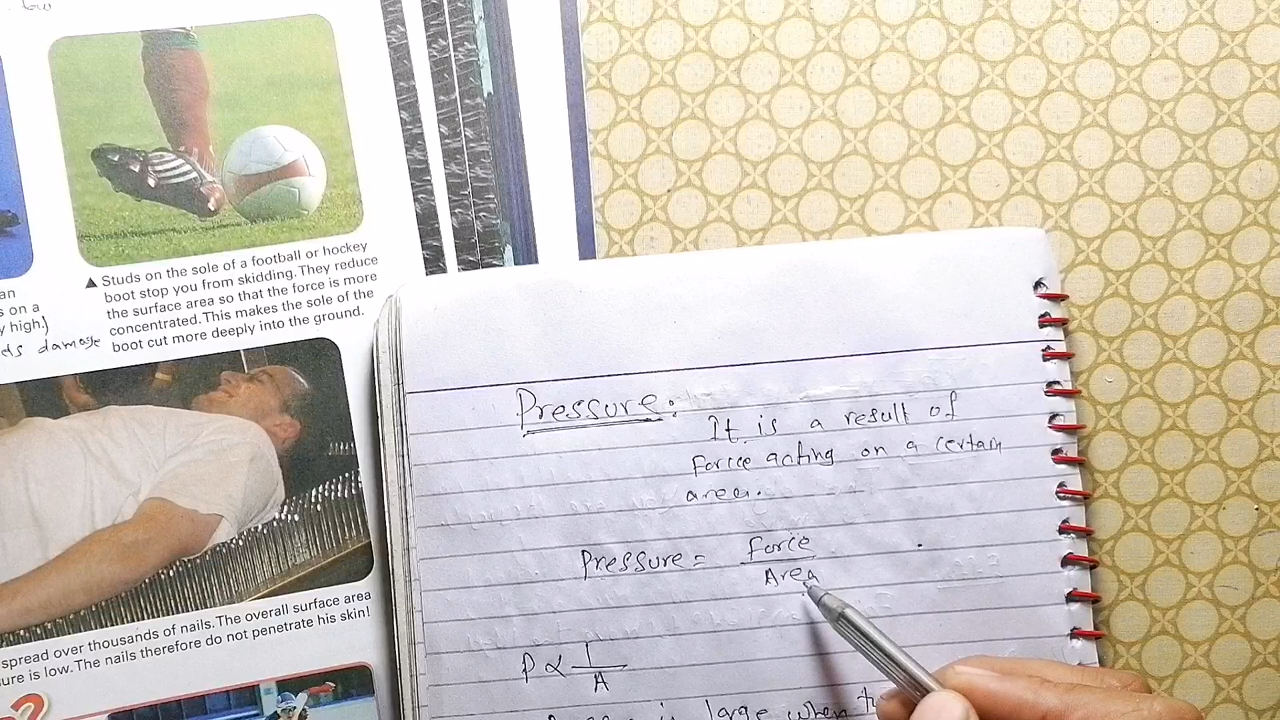 low
▲ Studs on the sole of a football or hockey
boot stop you from skidding. They reduce
the surface area so that the force is more
concentrated. This makes the sole of the
boot cut more deeply into the ground.
an
s on a
y high)
ds damage
spread over thousands of nails. The overall surface area
sure is low. The nails therefore do not penetrate his skin!
?
Pressure:
It is a result of
force acting on a certain
area.
Pressure = Force
Area
P ∝ 1
A
is large when